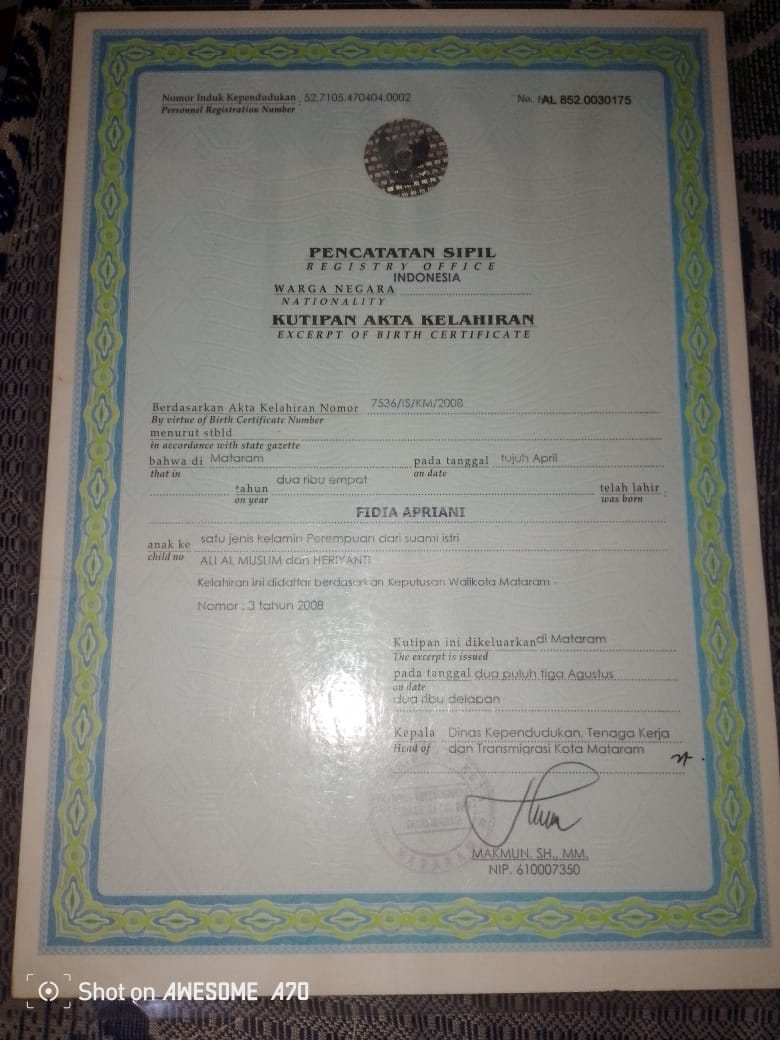 Nomor Induk Kependudukan : 52.7105.470404.0002
Personnel Registration Number
No. AL 852.0030175
PENCATATAN SIPIL
REGISTRY OFFICE
INDONESIA
WARGA NEGARA
NATIONALITY
KUTIPAN AKTA KELAHIRAN
EXCERPT OF BIRTH CERTIFICATE
Berdasarkan Akta Kelahiran Nomor 7536/IS/KM/2008
By virtue of Birth Certificate Number
menurut stbld
in accordance with state gazette
bahwa di Mataram pada tanggal tujuh April
that in on date
tahun dua ribu empat telah lahir :
on year was born
FIDIA APRIANI
anak ke satu jenis kelamin Perempuan dari suami istri
child no ALI AL MUSLIM dan HERIYANTI
Kelahiran ini didaftar berdasarkan Keputusan Walikota Mataram -
Nomor : 3 tahun 2008
Kutipan ini dikeluarkan di Mataram
The excerpt is issued
pada tanggal dua puluh tiga Agustus
on date
dua ribu delapan
Kepala Dinas Kependudukan, Tenaga Kerja
Head of dan Transmigrasi Kota Mataram
MAKMUN, SH., MM.
NIP. 610007350
Shot on AWESOME A70